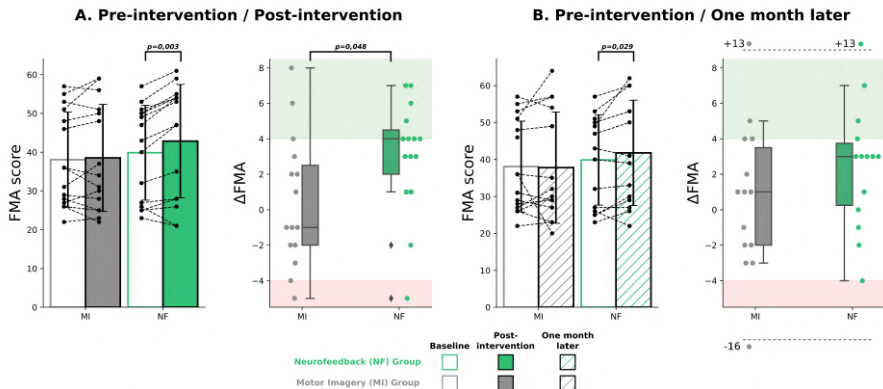 A. Pre-intervention / Post-intervention
B. Pre-intervention / One month later
p=0,003
p=0,048
p=0,029
+13
+13
FMA score
60
50
40
30
20
10
0
MI
NF
ΔFMA
8
6
4
2
0
−2
−4
MI
NF
FMA score
60
50
40
30
20
10
0
MI
NF
ΔFMA
8
6
4
2
0
−2
−4
MI
NF
-16
Baseline
Post-intervention
One month later
Neurofeedback (NF) Group
Motor Imagery (MI) Group